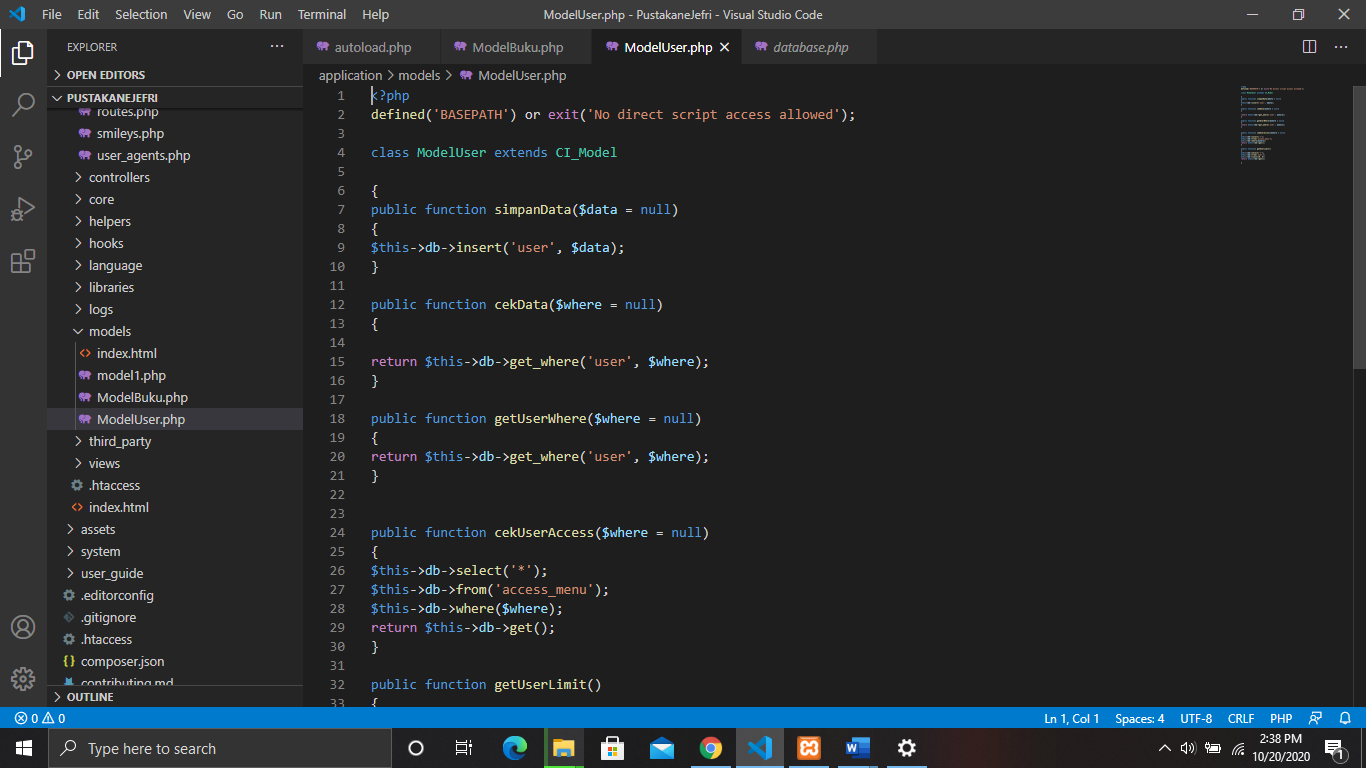 File Edit Selection View Go Run Terminal Help ModelUser.php - PustakaneJefri - Visual Studio Code
EXPLORER
OPEN EDITORS
PUSTAKANEJEFRI
routes.php
smileys.php
user_agents.php
controllers
core
helpers
hooks
language
libraries
logs
models
index.html
model1.php
ModelBuku.php
ModelUser.php
third_party
views
.htaccess
index.html
assets
system
user_guide
.editorconfig
.gitignore
.htaccess
composer.json
contributing.md
OUTLINE
autoload.php ModelBuku.php ModelUser.php database.php
application > models > ModelUser.php
1 <?php
2 defined('BASEPATH') or exit('No direct script access allowed');
3
4 class ModelUser extends CI_Model
5
6 {
7 public function simpanData($data = null)
8 {
9 $this->db->insert('user', $data);
10 }
11
12 public function cekData($where = null)
13 {
14
15 return $this->db->get_where('user', $where);
16 }
17
18 public function getUserWhere($where = null)
19 {
20 return $this->db->get_where('user', $where);
21 }
22
23
24 public function cekUserAccess($where = null)
25 {
26 $this->db->select('*');
27 $this->db->from('access_menu');
28 $this->db->where($where);
29 return $this->db->get();
30 }
31
32 public function getUserLimit()
33 {
0 0 Ln 1, Col 1 Spaces: 4 UTF-8 CRLF PHP
Type here to search
2:38 PM
10/20/2020
1